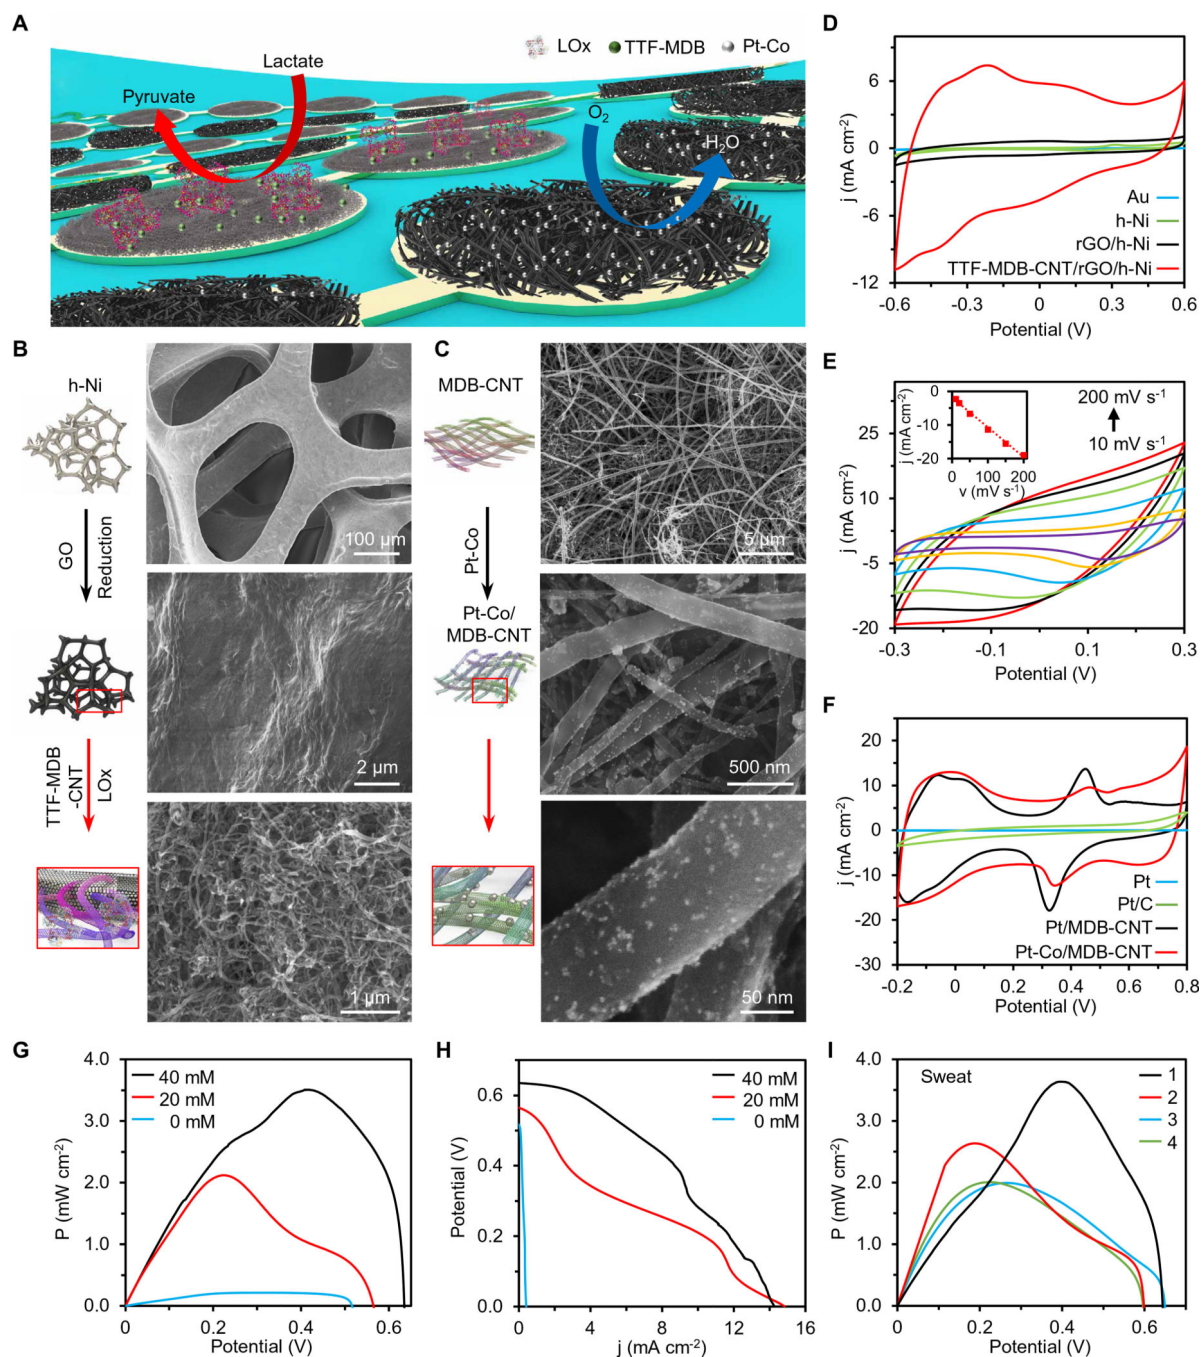 A
LOx TTF-MDB Pt-Co
Lactate
Pyruvate
O2
H2O
B
h-Ni
GO
Reduction
TTF-MDB
-CNT
LOx
100 µm
2 µm
1 µm
C
MDB-CNT
Pt-Co
Pt-Co/
MDB-CNT
5 µm
500 nm
50 nm
D
j (mA cm-2)
6
0
-6
-12
Au
h-Ni
rGO/h-Ni
TTF-MDB-CNT/rGO/h-Ni
-0.6 -0.3 0 0.3 0.6
Potential (V)
E
j (mA cm-2)
25
10
-5
-20
0
-10
-20
j (mA cm-2)
0 50 100 150 200
v (mV s-1)
200 mV s-1
10 mV s-1
-0.3 -0.1 0.1 0.3
Potential (V)
F
j (mA cm-2)
20
10
0
-10
-20
-30
Pt
Pt/C
Pt/MDB-CNT
Pt-Co/MDB-CNT
-0.2 0 0.2 0.4 0.6 0.8
Potential (V)
G
P (mW cm-2)
4.0
3.0
2.0
1.0
0.0
40 mM
20 mM
0 mM
0 0.2 0.4 0.6
Potential (V)
H
Potential (V)
0.6
0.4
0.2
0.0
40 mM
20 mM
0 mM
0 4 8 12 16
j (mA cm-2)
I
P (mW cm-2)
4.0
3.0
2.0
1.0
0.0
Sweat
1
2
3
4
0 0.2 0.4 0.6
Potential (V)